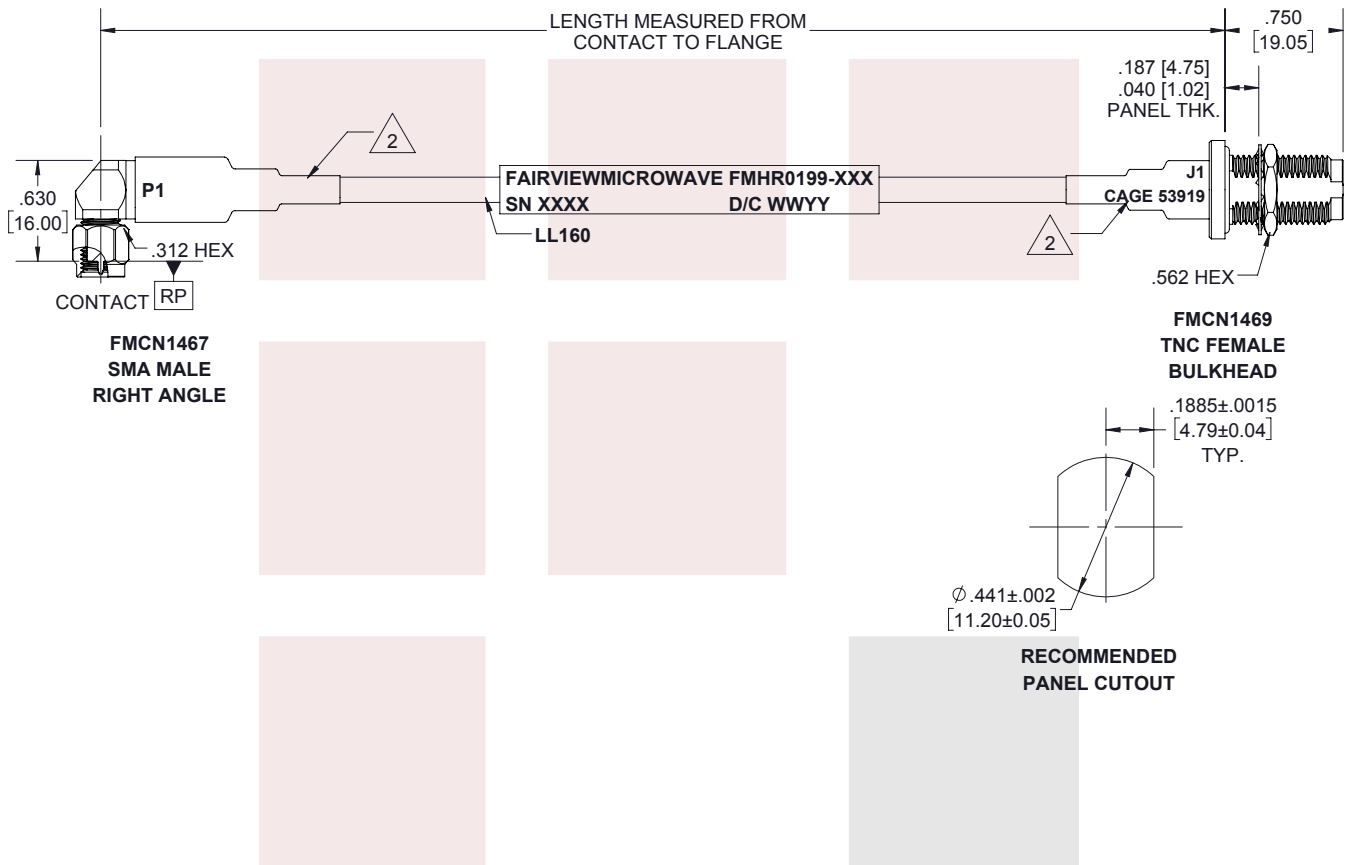 LENGTH MEASURED FROM
CONTACT TO FLANGE
.750
[19.05]
.187 [4.75]
.040 [1.02]
PANEL THK.
2
.630
[16.00]
P1
FAIRVIEWMICROWAVE FMHR0199-XXX
SN XXXX D/C WWYY
J1
CAGE 53919
LL160
2
.312 HEX
.562 HEX
CONTACT RP
FMCN1467
SMA MALE
RIGHT ANGLE
FMCN1469
TNC FEMALE
BULKHEAD
.1885±.0015
[4.79±0.04]
TYP.
∅.441±.002
[11.20±0.05]
RECOMMENDED
PANEL CUTOUT